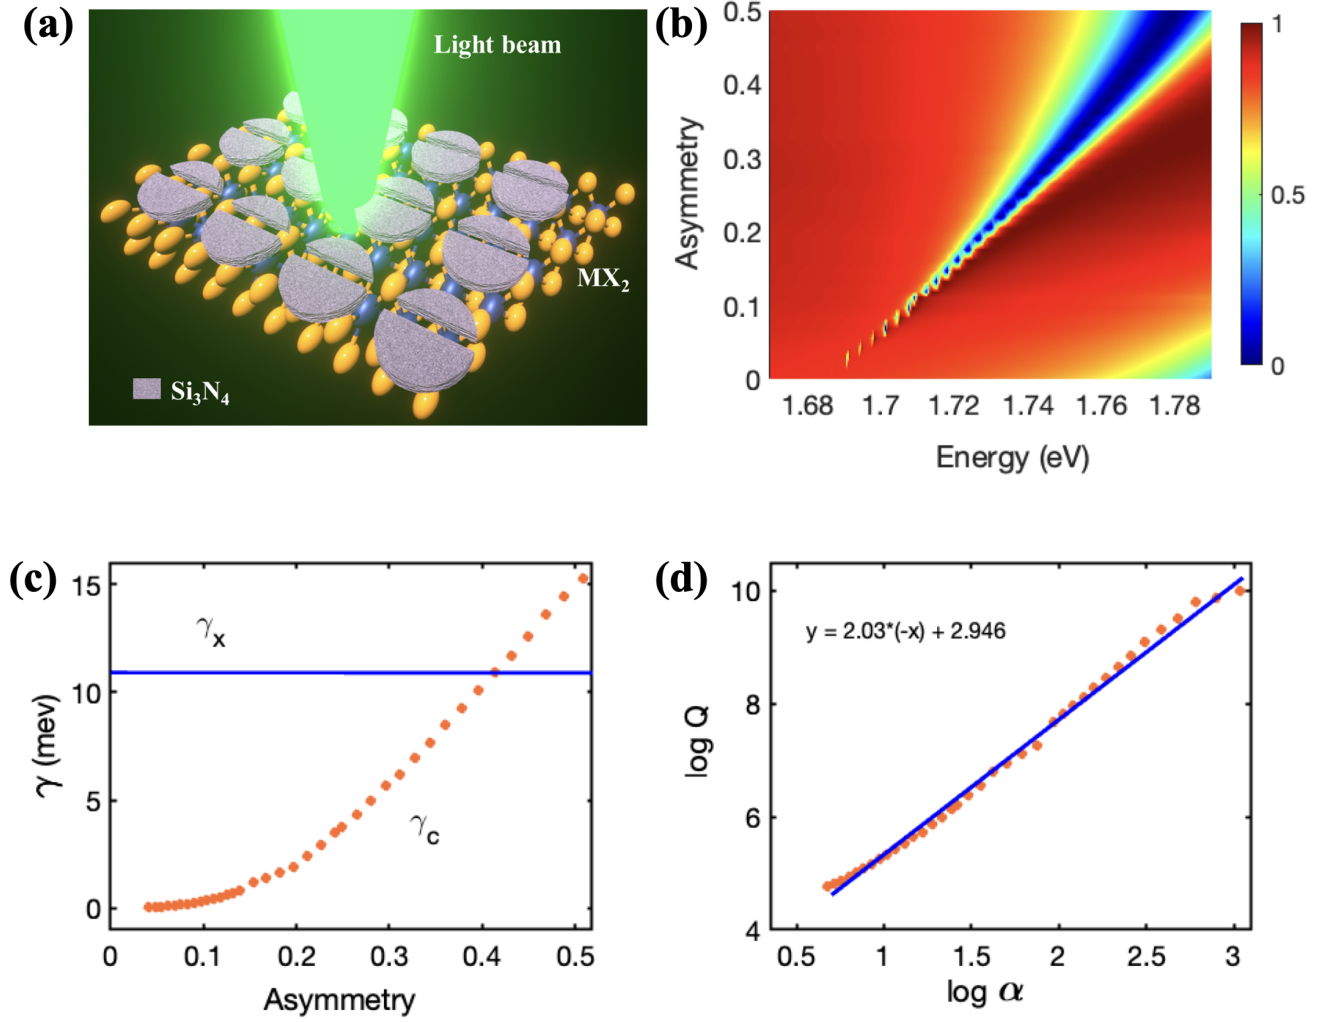 (a)
Light beam
MX₂
Si₃N₄
(b)
0.5
0.4
0.3
0.2
0.1
0
Asymmetry
1.68 1.7 1.72 1.74 1.76 1.78
Energy (eV)
1
0.5
0
(c)
15
10
5
0
γ (mev)
γₓ
γ_c
0 0.1 0.2 0.3 0.4 0.5
Asymmetry
(d)
10
8
6
4
log Q
y = 2.03*(-x) + 2.946
0.5 1 1.5 2 2.5 3
log α